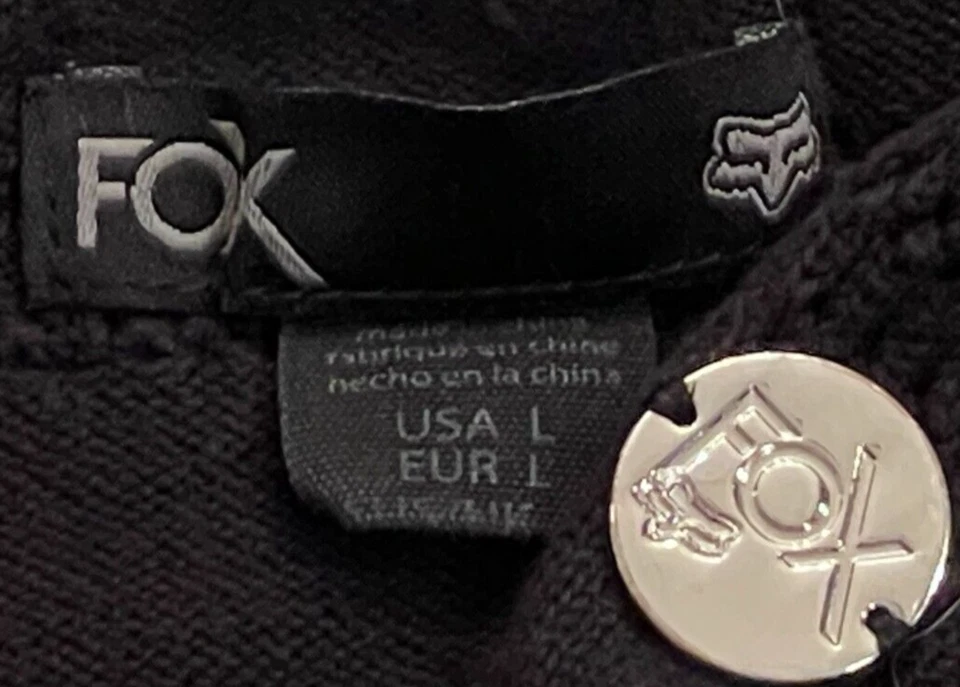 FOX
made in china
fabriqué en chine
hecho en la china
USA L
EUR L
FOX